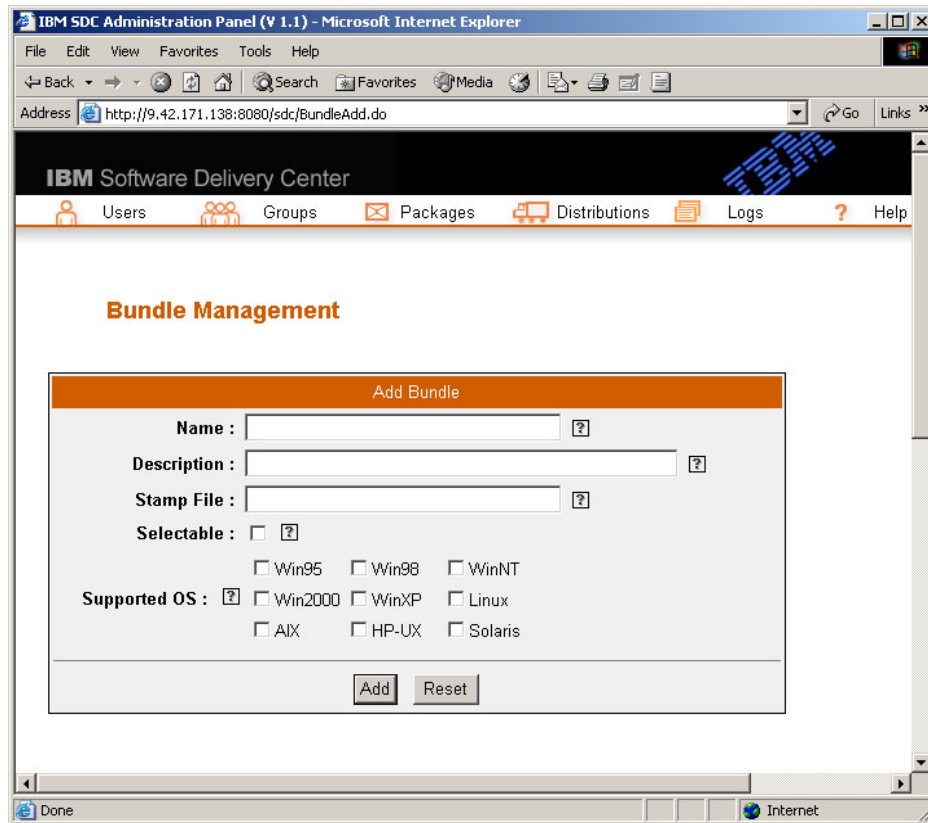 IBM SDC Administration Panel (V 1.1) - Microsoft Internet Explorer
File Edit View Favorites Tools Help
Back Search Favorites Media
Address http://9.42.171.138:8080/sdc/BundleAdd.do Go Links »
IBM Software Delivery Center IBM
Users Groups Packages Distributions Logs ? Help
Bundle Management
Add Bundle
Name : ?
Description : ?
Stamp File : ?
Selectable : ?
Win95 Win98 WinNT
Supported OS : ? Win2000 WinXP Linux
AIX HP-UX Solaris
Add Reset
Done Internet